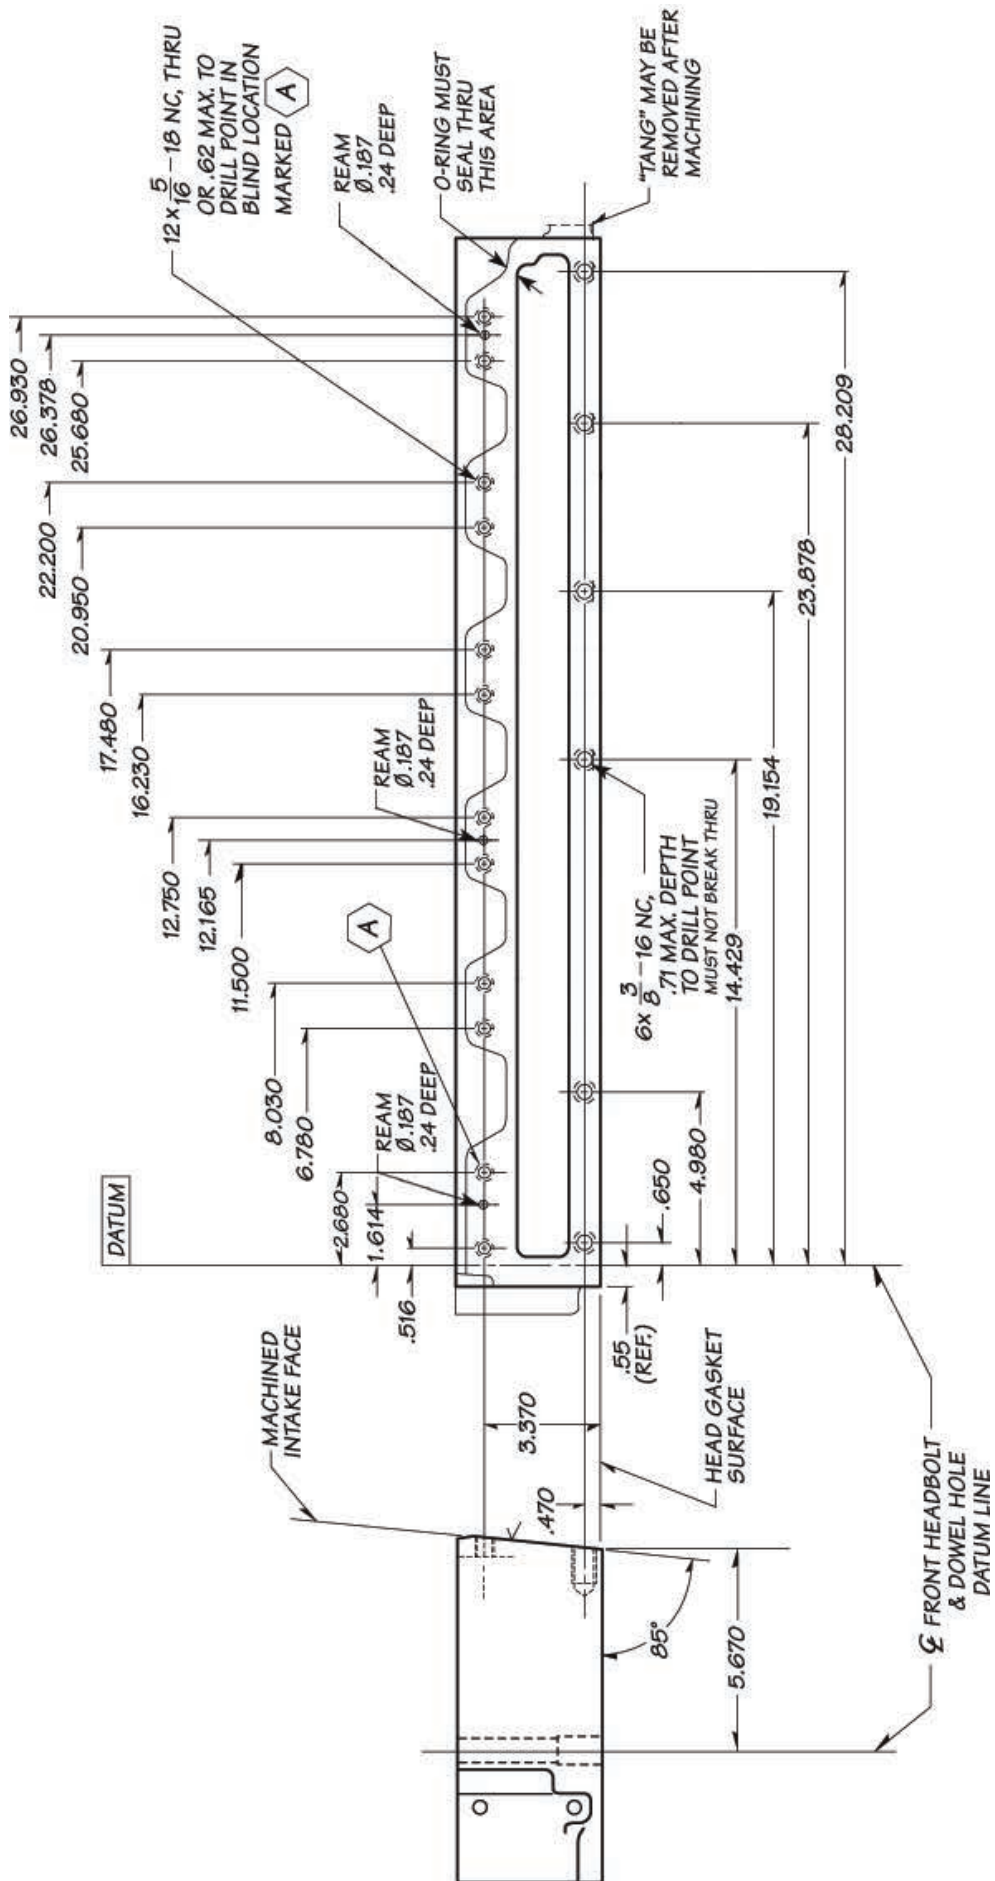 DATUM
26.930
26.378
25.680
22.200
20.950
17.480
16.230
12.750
12.165
11.500
8.030
6.780
2.680
1.614
.516
12x 5/16 – 18 NC, THRU
OR .62 MAX. TO
DRILL POINT IN
BLIND LOCATION
MARKED A
REAM
Ø.187
.24 DEEP
O-RING MUST
SEAL THRU
THIS AREA
"TANG" MAY BE
REMOVED AFTER
MACHINING
REAM
Ø.187
.24 DEEP
A
REAM
Ø.187
.24 DEEP
MACHINED
INTAKE FACE
3.370
.470
HEAD GASKET
SURFACE
85°
5.670
.55
(REF.)
.650
4.980
6x 3/8 – 16 NC,
.71 MAX. DEPTH
TO DRILL POINT
MUST NOT BREAK THRU
14.429
19.154
23.878
28.209
℄ FRONT HEADBOLT
& DOWEL HOLE
DATUM LINE